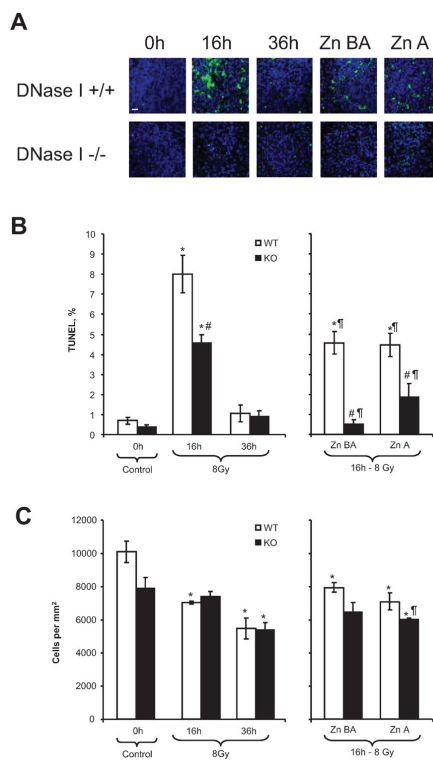 A
0h 16h 36h Zn BA Zn A
DNase I +/+
DNase I -/-
B
TUNEL, %
10
9
8
7
6
5
4
3
2
1
0
WT
KO
* *# *¶ #¶ *¶ #¶
0h 16h 36h Zn BA Zn A
Control 8Gy 16h - 8 Gy
C
Cells per mm²
12000
10000
8000
6000
4000
2000
0
WT
KO
* * * * * *¶
0h 16h 36h Zn BA Zn A
Control 8Gy 16h - 8 Gy